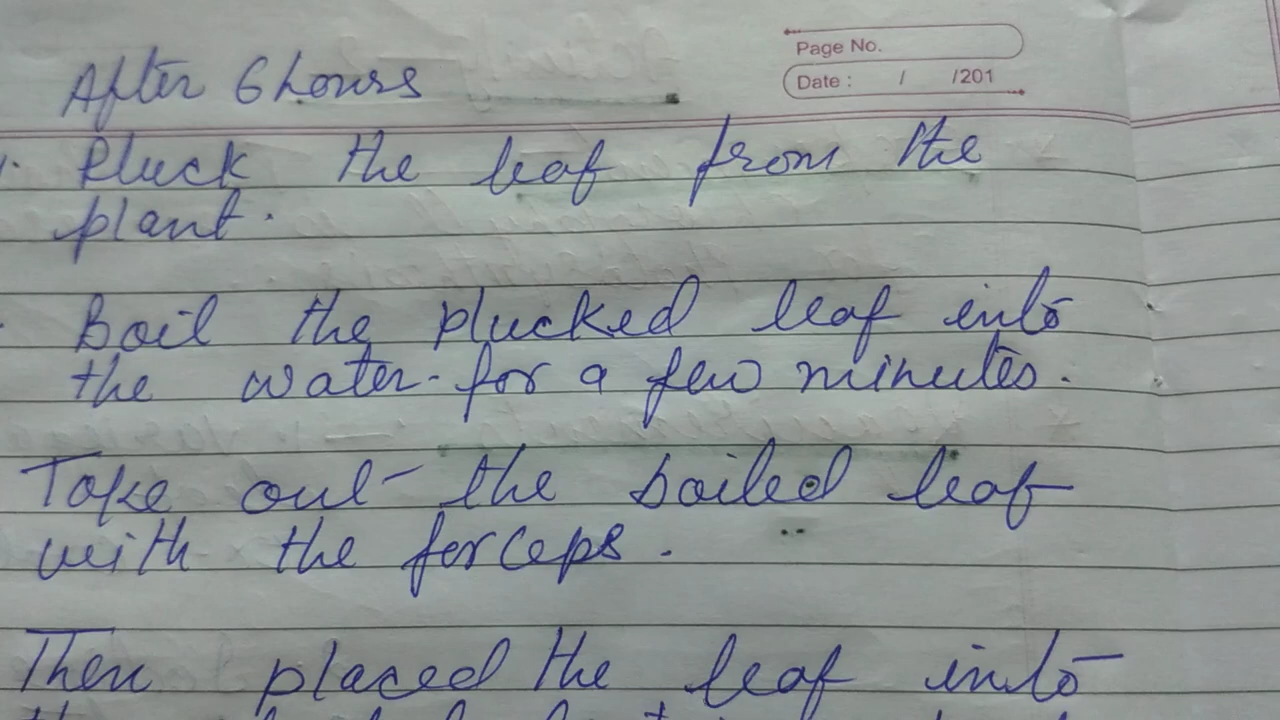 Page No.
Date : / /201
After 6 hours
Pluck the leaf from the
plant.
Boil the plucked leaf into
the water for a few minutes.
Take out the boiled leaf
with the forceps.
Then placed the leaf into